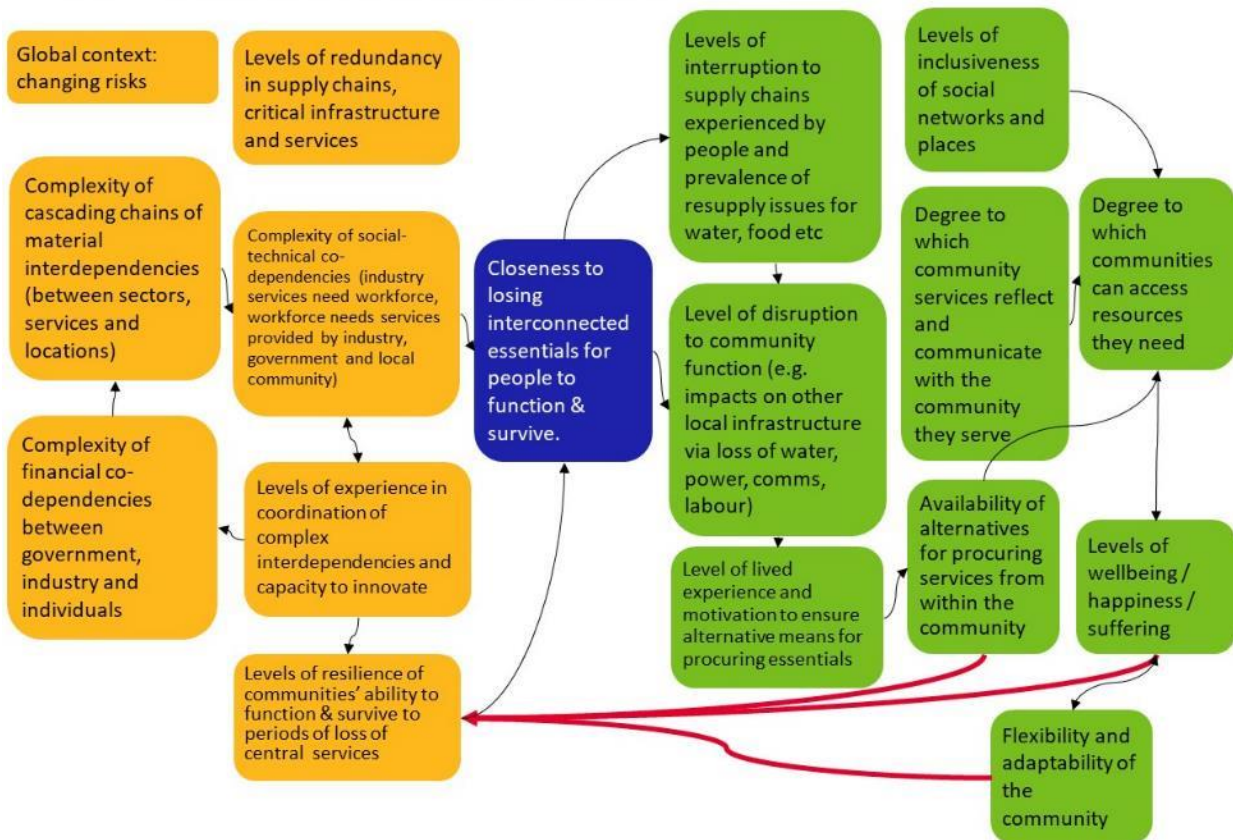 Global context:
changing risks
Levels of redundancy
in supply chains,
critical infrastructure
and services
Complexity of
cascading chains of
material
interdependencies
(between sectors,
services and
locations)
Complexity of social-
technical co-
dependencies (industry
services need workforce,
workforce needs services
provided by industry,
government and local
community)
Complexity of
financial co-
dependencies
between
government,
industry and
individuals
Levels of experience in
coordination of
complex
interdependencies and
capacity to innovate
Levels of resilience of
communities’ ability to
function & survive to
periods of loss of
central services
Closeness to
losing
interconnected
essentials for
people to
function &
survive.
Levels of
interruption to
supply chains
experienced by
people and
prevalence of
resupply issues for
water, food etc
Level of disruption
to community
function (e.g.
impacts on other
local infrastructure
via loss of water,
power, comms,
labour)
Level of lived
experience and
motivation to ensure
alternative means for
procuring essentials
Levels of
inclusiveness
of social
networks and
places
Degree to
which
community
services reflect
and
communicate
with the
community
they serve
Degree to
which
communities
can access
resources
they need
Availability of
alternatives
for procuring
services from
within the
community
Levels of
wellbeing /
happiness /
suffering
Flexibility and
adaptability of
the
community